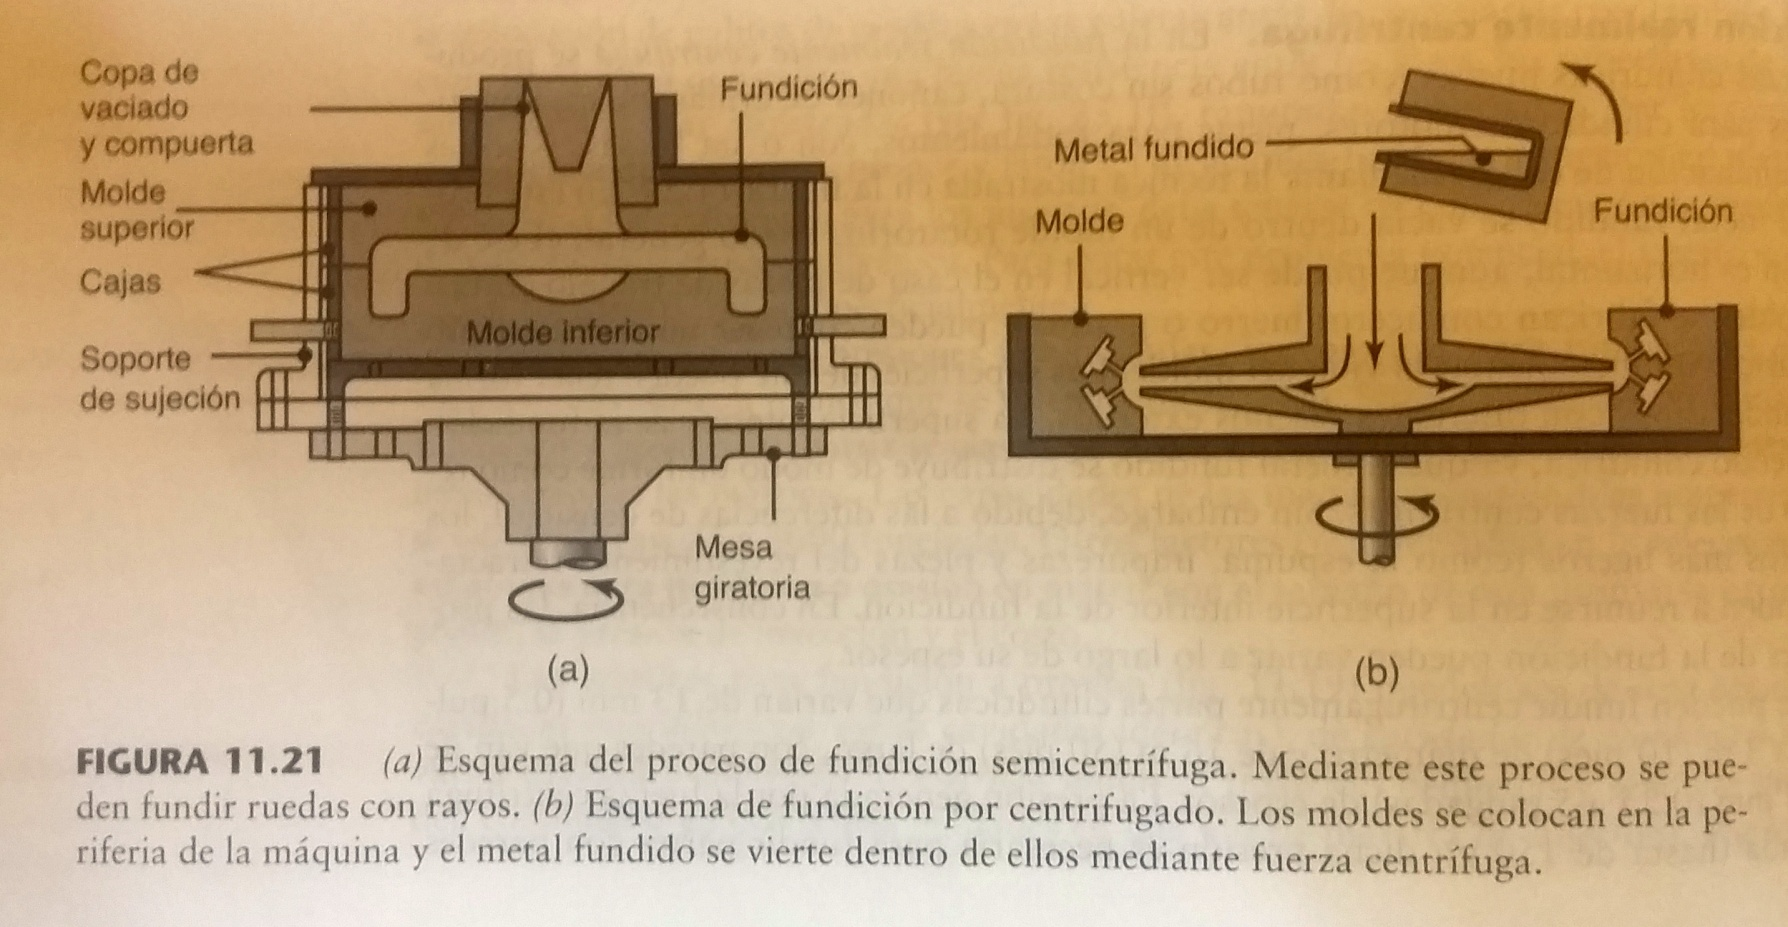 Copa de
vaciado
y compuerta
Fundición
Molde
superior
Cajas
Molde inferior
Soporte
de sujeción
Mesa
giratoria
(a)
Metal fundido
Molde
Fundición
(b)
FIGURA 11.21 (a) Esquema del proceso de fundición semicentrífuga. Mediante este proceso se pue-
den fundir ruedas con rayos. (b) Esquema de fundición por centrifugado. Los moldes se colocan en la pe-
riferia de la máquina y el metal fundido se vierte dentro de ellos mediante fuerza centrífuga.